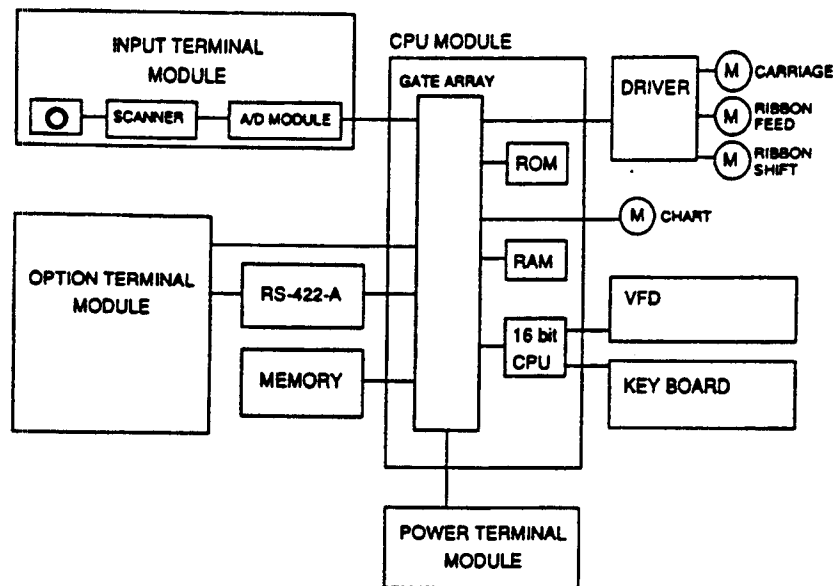 INPUT TERMINAL
MODULE
SCANNER
A/D MODULE
CPU MODULE
GATE ARRAY
DRIVER
M
CARRIAGE
M
RIBBON
FEED
M
RIBBON
SHIFT
ROM
M
CHART
RAM
OPTION TERMINAL
MODULE
RS-422-A
MEMORY
16 bit
CPU
VFD
KEY BOARD
POWER TERMINAL
MODULE